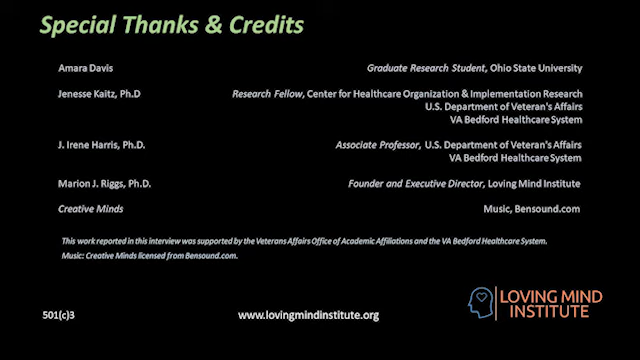 Special Thanks & Credits
Amara Davis Graduate Research Student, Ohio State University
Jenesse Kaitz, Ph.D Research Fellow, Center for Healthcare Organization & Implementation Research
U.S. Department of Veteran's Affairs
VA Bedford Healthcare System
J. Irene Harris, Ph.D. Associate Professor, U.S. Department of Veteran's Affairs
VA Bedford Healthcare System
Marion J. Riggs, Ph.D. Founder and Executive Director, Loving Mind Institute
Creative Minds Music, Bensound.com
This work reported in this interview was supported by the Veterans Affairs Office of Academic Affiliations and the VA Bedford Healthcare System.
Music: Creative Minds licensed from Bensound.com.
501(c)3 www.lovingmindinstitute.org
LOVING MIND
INSTITUTE